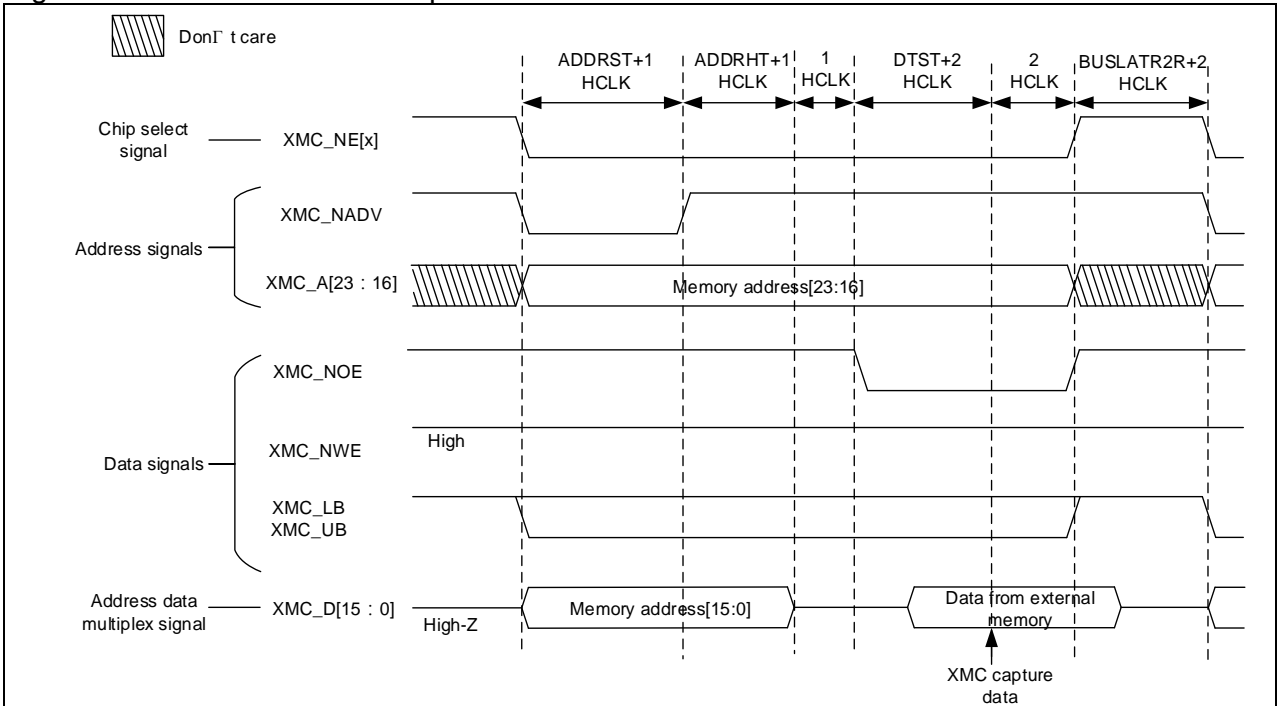 DonΓ t care
ADDRST+1 HCLK
ADDRHT+1 HCLK
1 HCLK
DTST+2 HCLK
2 HCLK
BUSLATR2R+2 HCLK
Chip select
signal
XMC_NE[x]
Address signals
XMC_NADV
XMC_A[23 : 16]
Memory address[23:16]
Data signals
XMC_NOE
XMC_NWE
High
XMC_LB
XMC_UB
Address data
multiplex signal
XMC_D[15 : 0]
High-Z
Memory address[15:0]
Data from external
memory
XMC capture
data